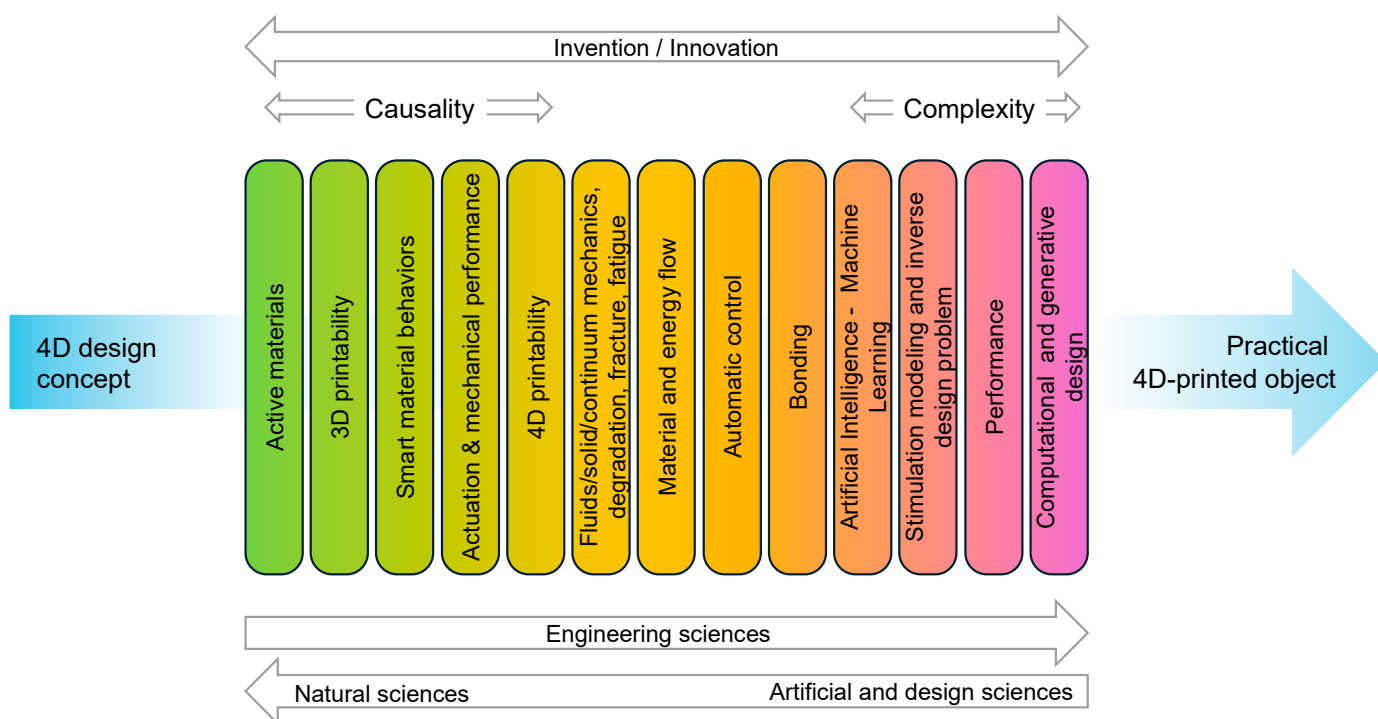 Invention / Innovation
Causality
Complexity
4D design
concept
Active materials
3D printability
Smart material behaviors
Actuation & mechanical performance
4D printability
Fluids/solid/continuum mechanics,
degradation, fracture, fatigue
Material and energy flow
Automatic control
Bonding
Artificial Intelligence - Machine
Learning
Stimulation modeling and inverse
design problem
Performance
Computational and generative
design
Practical
4D-printed object
Engineering sciences
Natural sciences
Artificial and design sciences